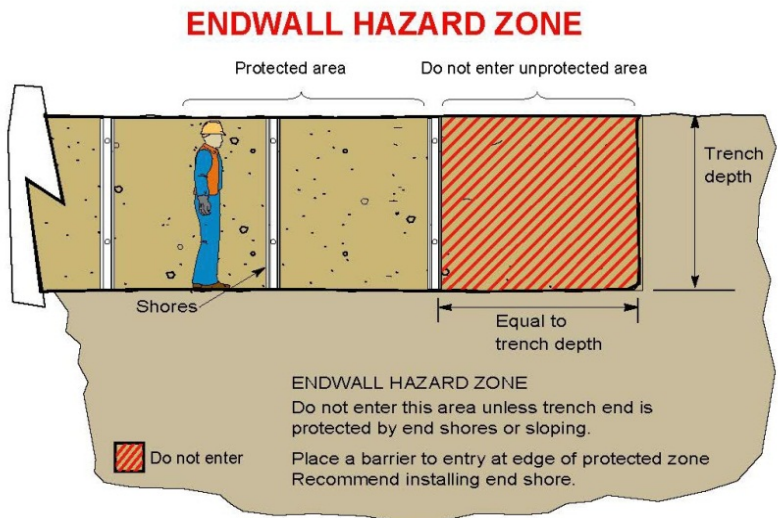 ENDWALL HAZARD ZONE
Protected area
Do not enter unprotected area
Trench
depth
Shores
Equal to
trench depth
ENDWALL HAZARD ZONE
Do not enter this area unless trench end is
protected by end shores or sloping.
Do not enter
Place a barrier to entry at edge of protected zone
Recommend installing end shore.